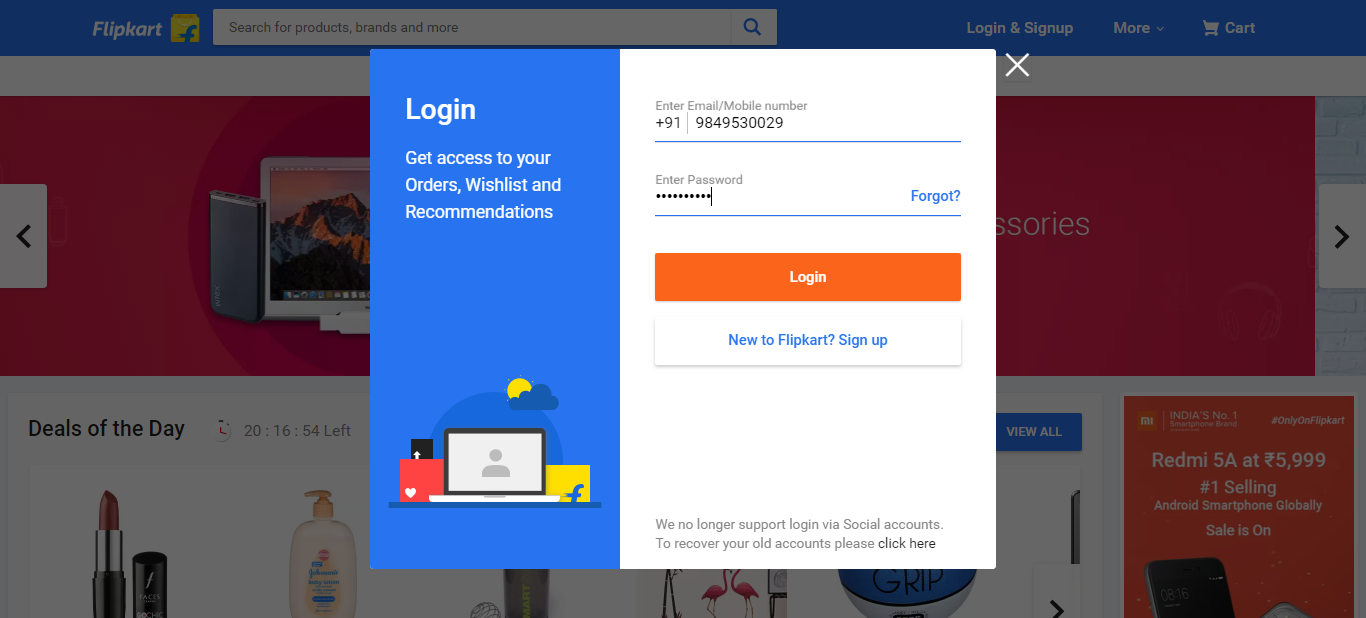 Flipkart
Search for products, brands and more
Login & Signup
More
Cart
Login
Get access to your
Orders, Wishlist and
Recommendations
Enter Email/Mobile number
+91 9849530029
Enter Password
••••••••••
Forgot?
Login
New to Flipkart? Sign up
We no longer support login via Social accounts.
To recover your old accounts please click here
ssories
Deals of the Day
20 : 16 : 54 Left
VIEW ALL
mi
INDIA'S No. 1
Smartphone Brand
#OnlyOnFlipkart
Redmi 5A at ₹5,999
#1 Selling
Android Smartphone Globally
Sale is On
08:16
FACES
GOCHIC
Johnson's
baby lotion
SMART
GRIP